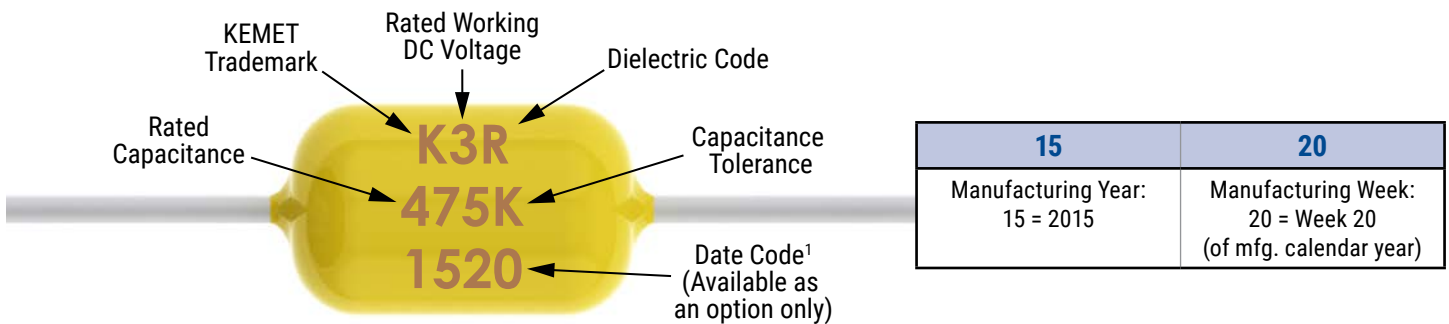 KEMET
Trademark
Rated Working
DC Voltage
Dielectric Code
Rated
Capacitance
K3R
475K
1520
Capacitance
Tolerance
Date Code¹
(Available as
an option only)
15
20
Manufacturing Year:
15 = 2015
Manufacturing Week:
20 = Week 20
(of mfg. calendar year)